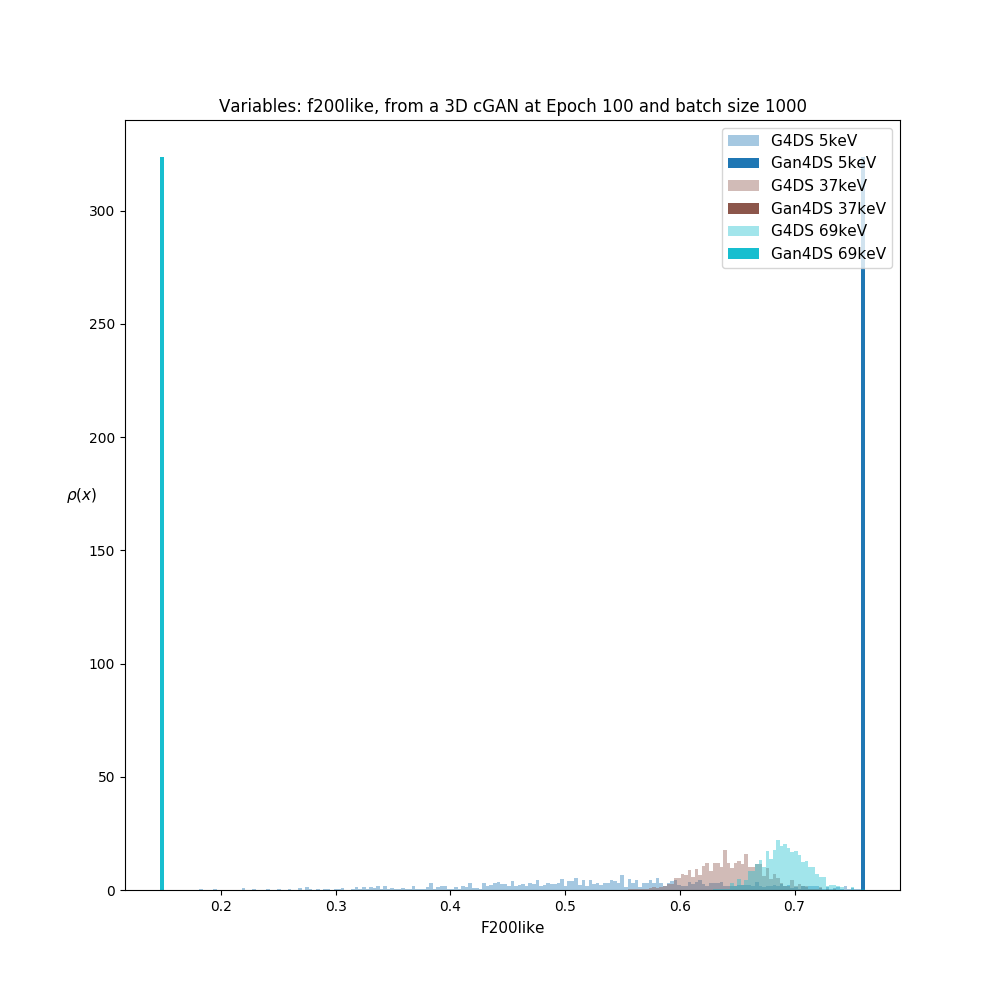 Variables: f200like, from a 3D cGAN at Epoch 100 and batch size 1000
G4DS 5keV
Gan4DS 5keV
G4DS 37keV
Gan4DS 37keV
G4DS 69keV
Gan4DS 69keV
300
250
200
150
100
50
0
ρ(x)
0.2 0.3 0.4 0.5 0.6 0.7
F200like